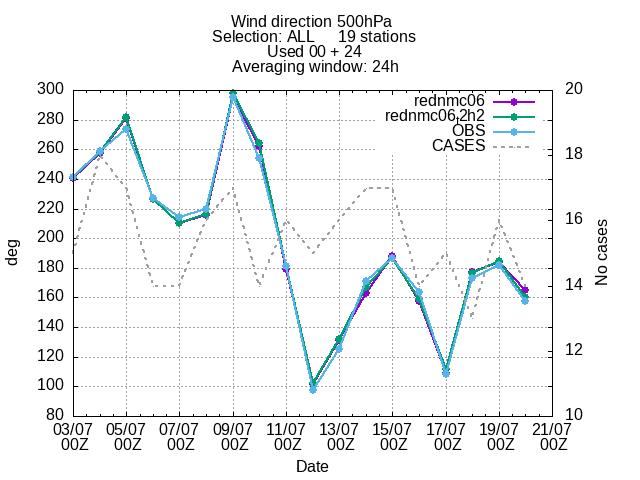 Wind direction 500hPa
Selection: ALL 19 stations
Used 00 + 24
Averaging window: 24h
300
280
260
240
220
200
180
160
140
120
100
80
deg
20
18
16
14
12
10
No cases
rednmc06
rednmc06,2h2
OBS
CASES
03/07 05/07 07/07 09/07 11/07 13/07 15/07 17/07 19/07 21/07
00Z 00Z 00Z 00Z 00Z 00Z 00Z 00Z 00Z 00Z
Date